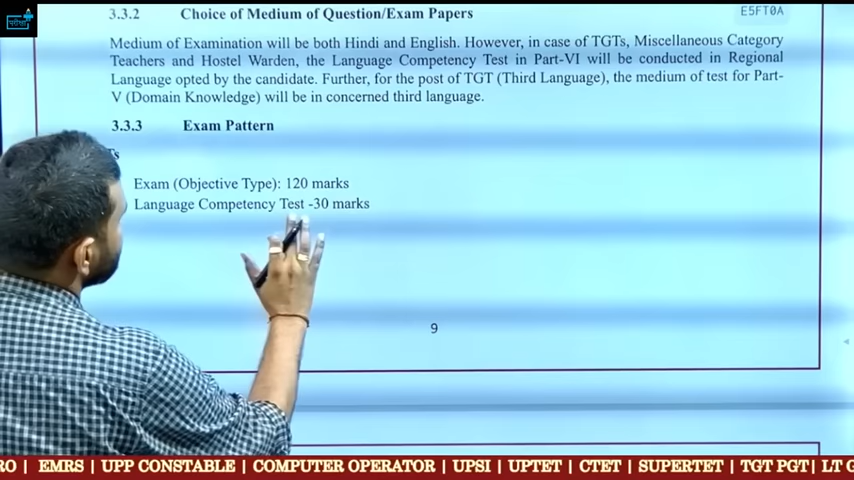 परीक्षा
3.3.2 Choice of Medium of Question/Exam Papers
E5FT0A
Medium of Examination will be both Hindi and English. However, in case of TGTs, Miscellaneous Category
Teachers and Hostel Warden, the Language Competency Test in Part-VI will be conducted in Regional
Language opted by the candidate. Further, for the post of TGT (Third Language), the medium of test for Part-
V (Domain Knowledge) will be in concerned third language.
3.3.3 Exam Pattern
Ts
Exam (Objective Type): 120 marks
Language Competency Test -30 marks
9
RO | EMRS | UPP CONSTABLE | COMPUTER OPERATOR | UPSI | UPTET | CTET | SUPERTET | TGT PGT| LT G